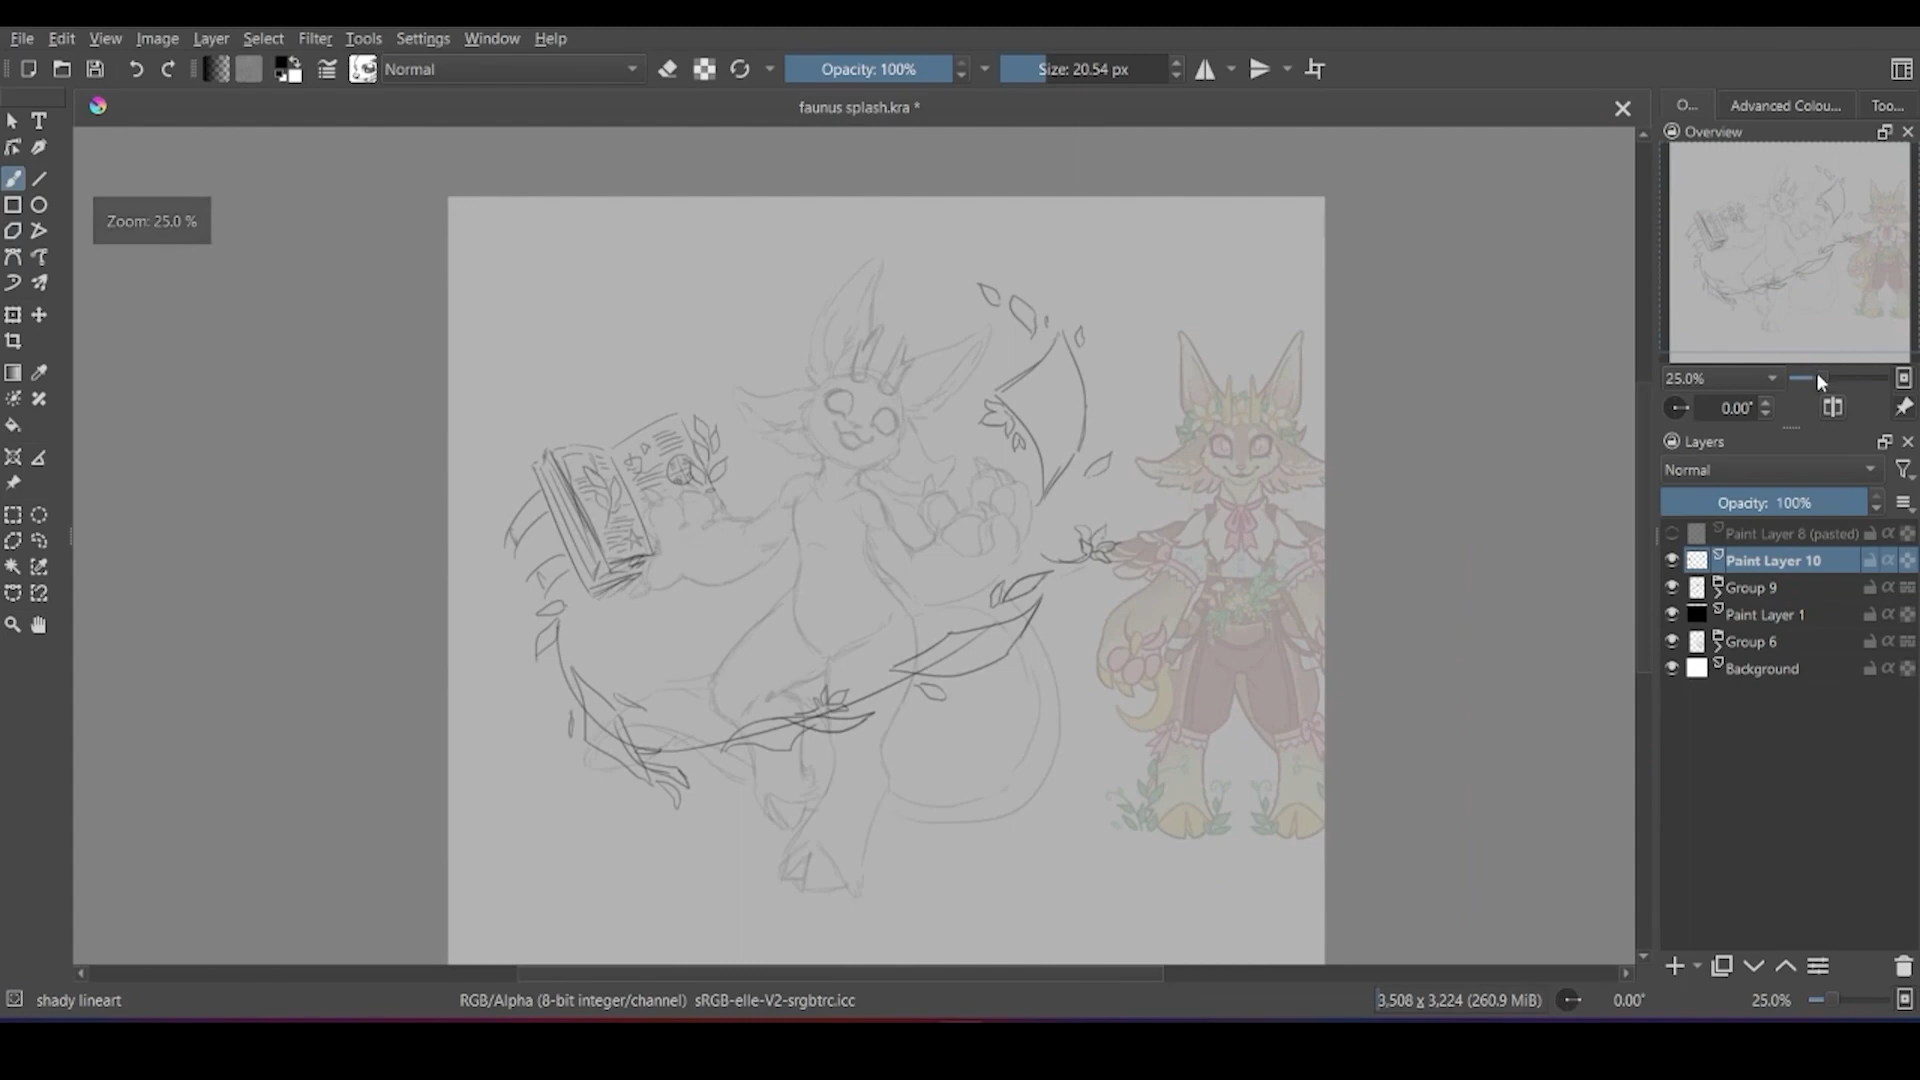 File Edit View Image Layer Select Filter Tools Settings Window Help
Normal
Opacity: 100%
Size: 20.54 px
faunus splash.kra *
O... Advanced Colou... Too...
Overview
Zoom: 25.0 %
25.0%
0.00°
Layers
Normal
Opacity: 100%
Paint Layer 8 (pasted)
Paint Layer 10
Group 9
Paint Layer 1
Group 6
Background
shady lineart
RGB/Alpha (8-bit integer/channel) sRGB-elle-V2-srgbtrc.icc
3,508 x 3,224 (260.9 MiB)
0.00°
25.0%